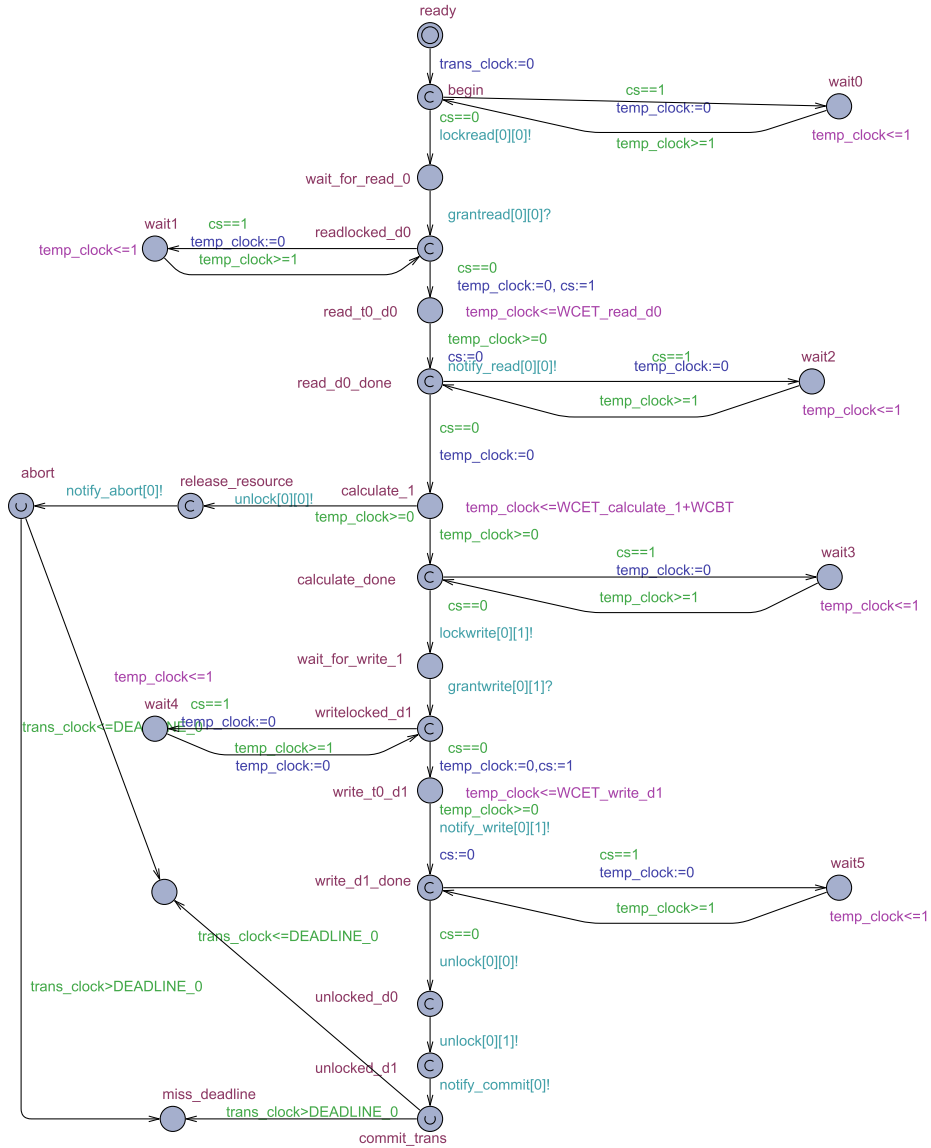 ready
trans_clock:=0
begin
cs==1
wait0
temp_clock:=0
cs==0
lockread[0][0]!
temp_clock>=1
temp_clock<=1
wait_for_read_0
grantread[0][0]?
wait1
cs==1
readlocked_d0
temp_clock:=0
temp_clock<=1
temp_clock>=1
cs==0
temp_clock:=0, cs:=1
read_t0_d0
temp_clock<=WCET_read_d0
temp_clock>=0
cs:=0
notify_read[0][0]!
cs==1
temp_clock:=0
wait2
read_d0_done
temp_clock>=1
temp_clock<=1
cs==0
temp_clock:=0
abort
notify_abort[0]!
release_resource
unlock[0][0]!
calculate_1
temp_clock>=0
temp_clock<=WCET_calculate_1+WCBT
temp_clock>=0
cs==1
wait3
temp_clock:=0
calculate_done
temp_clock>=1
temp_clock<=1
cs==0
lockwrite[0][1]!
wait_for_write_1
grantwrite[0][1]?
temp_clock<=1
wait4
cs==1
writelocked_d1
temp_clock:=0
trans_clock<=DEADLINE_0
temp_clock>=1
temp_clock:=0
cs==0
temp_clock:=0,cs:=1
write_t0_d1
temp_clock<=WCET_write_d1
temp_clock>=0
notify_write[0][1]!
cs:=0
cs==1
wait5
temp_clock:=0
write_d1_done
temp_clock>=1
temp_clock<=1
cs==0
trans_clock<=DEADLINE_0
unlock[0][0]!
trans_clock>DEADLINE_0
unlocked_d0
unlock[0][1]!
unlocked_d1
notify_commit[0]!
miss_deadline
trans_clock>DEADLINE_0
commit_trans